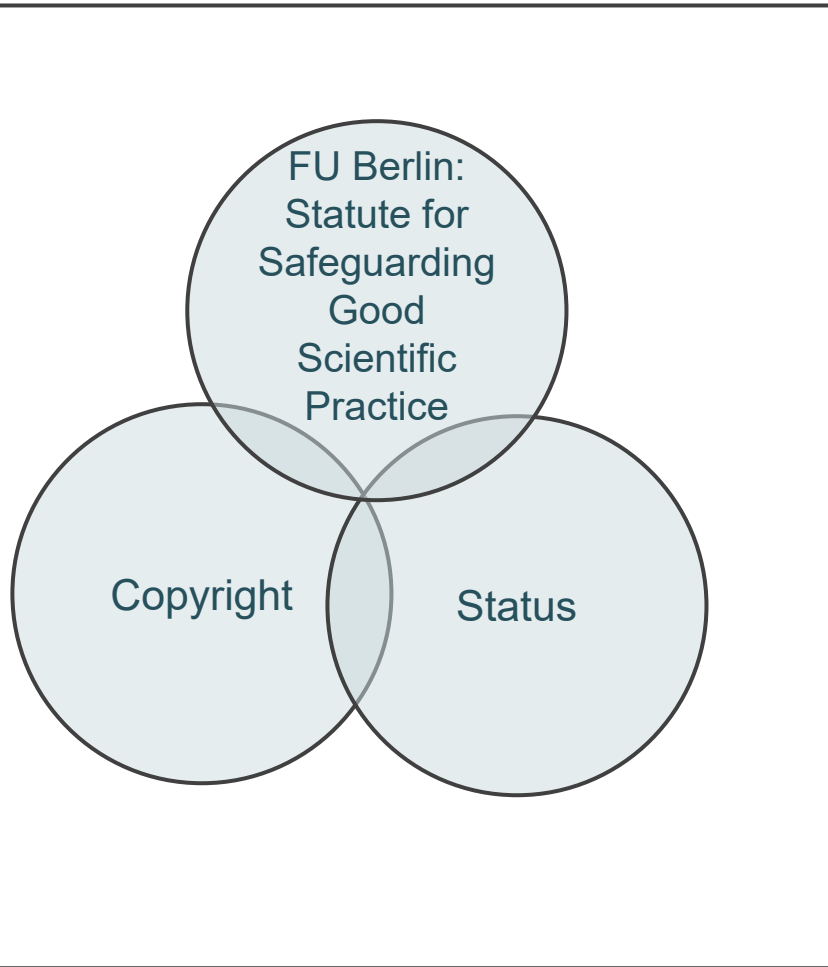 FU Berlin:
Statute for
Safeguarding
Good
Scientific
Practice
Copyright
Status